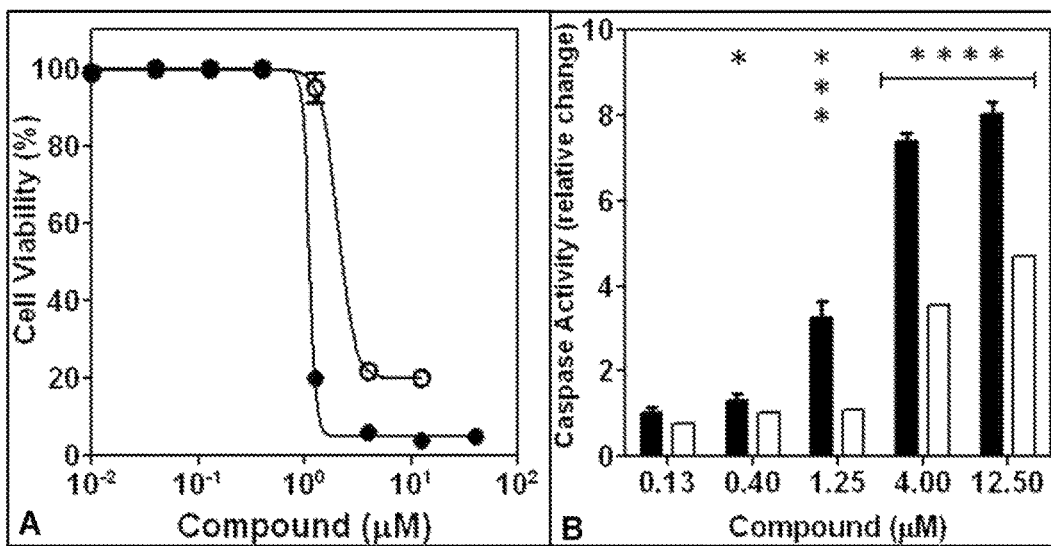 100
80
60
40
20
0
Cell Viability (%)
10-2 10-1 100 101 102
Compound (μM)
A
10
8
6
4
2
0
Caspase Activity (relative change)
*
*
*
*
* * * *
0.13 0.40 1.25 4.00 12.50
Compound (μM)
B